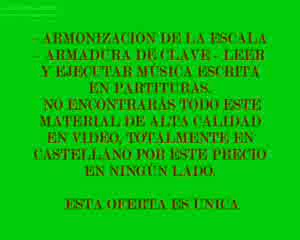 - ARMONIZACION DE LA ESCALA
- ARMADURA DE CLAVE - LEER
Y EJECUTAR MÚSICA ESCRITA
EN PARTITURAS.
NO ENCONTRARÁS TODO ESTE
MATERIAL DE ALTA CALIDAD
EN VIDEO, TOTALMENTE EN
CASTELLANO POR ESTE PRECIO
EN NINGÚN LADO.
ESTA OFERTA ES ÚNICA